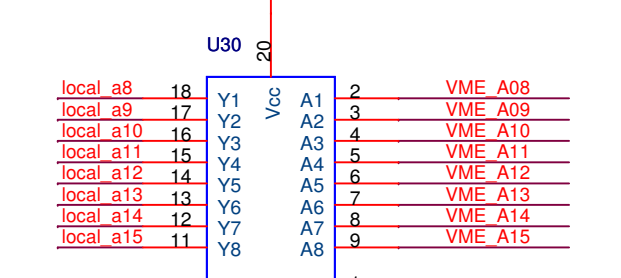 U30
20
Vcc
local_a8 18 Y1 A1 2 VME_A08
local_a9 17 Y2 A2 3 VME_A09
local_a10 16 Y3 A3 4 VME_A10
local_a11 15 Y4 A4 5 VME_A11
local_a12 14 Y5 A5 6 VME_A12
local_a13 13 Y6 A6 7 VME_A13
local_a14 12 Y7 A7 8 VME_A14
local_a15 11 Y8 A8 9 VME_A15